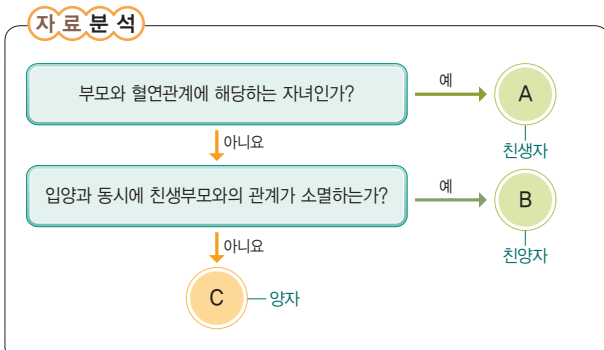 자료분석
부모와 혈연관계에 해당하는 자녀인가?
예
A
친생자
아니요
입양과 동시에 친생부모와의 관계가 소멸하는가?
예
B
친양자
아니요
C
양자